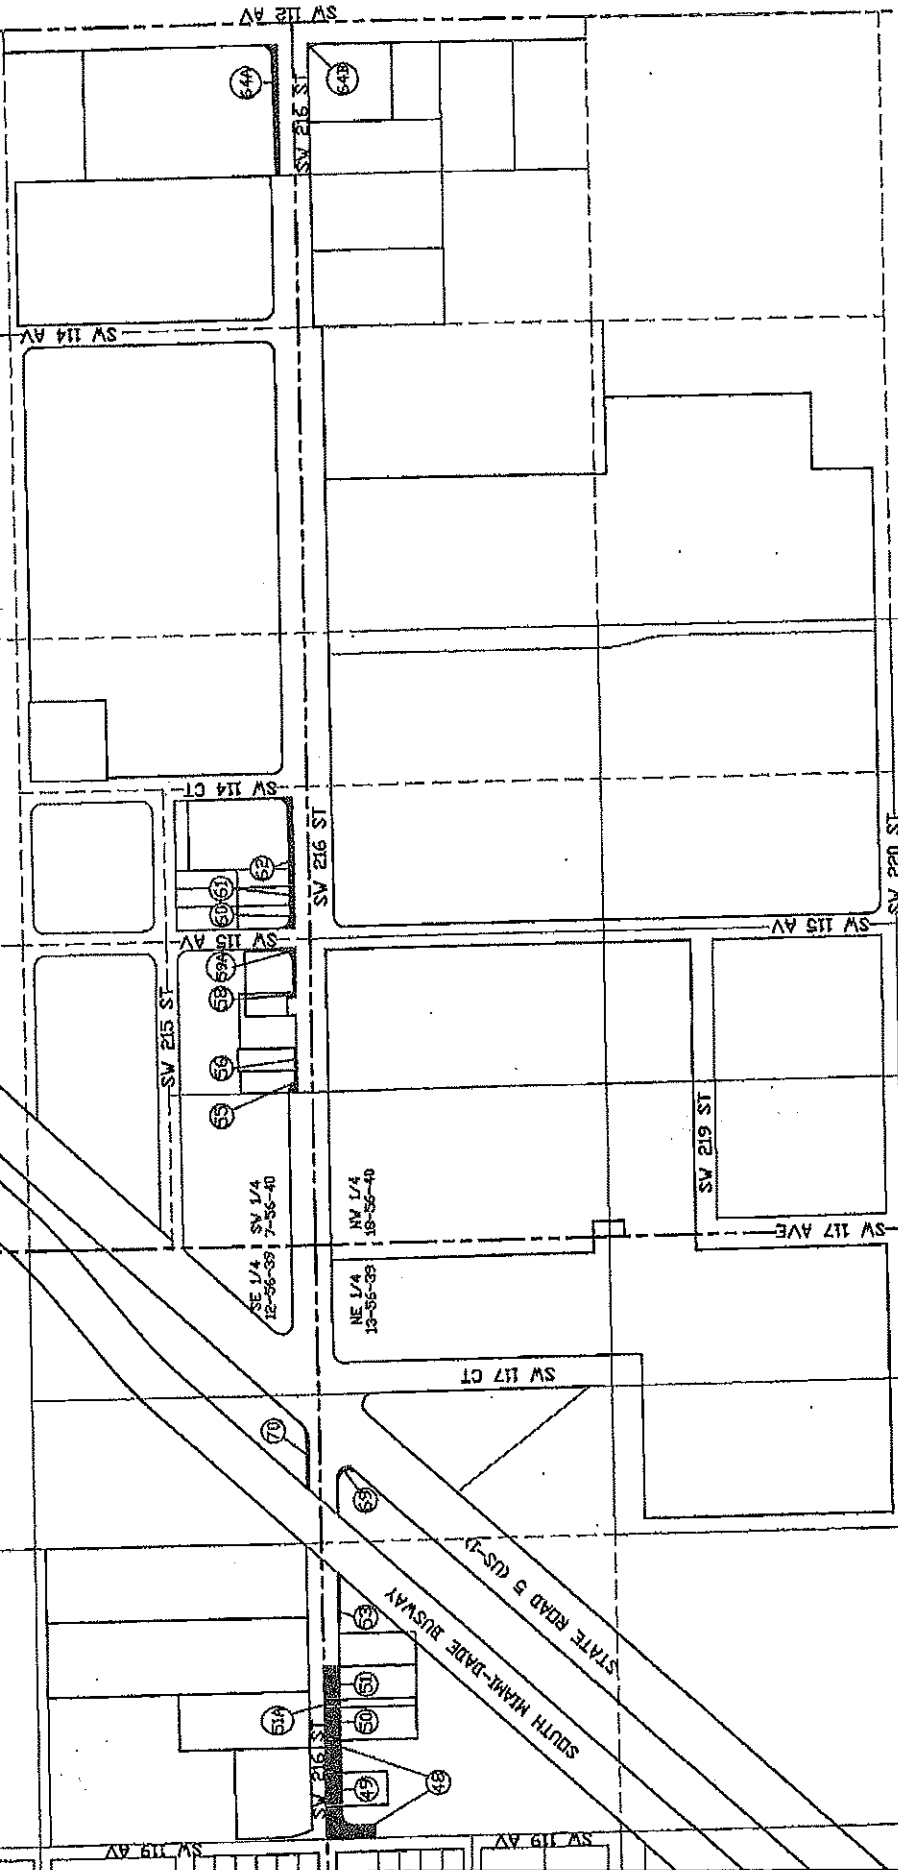 SW 112 AV
64A
64B
SW 216 ST
SW 114 AV
SW 114 CT
62
61
60
SW 216 ST
SW 220 ST
SW 115 AV
SW 115 AV
59A
58
SW 215 ST
56
55
SW 219 ST
SE 1/4
12-56-39
SW 1/4
7-56-40
NE 1/4
13-56-39
NW 1/4
18-56-40
SW 117 AVE
SW 117 CT
70
69
STATE ROAD 5 (US-1)
SOUTH MIAMI-DADE BUSWAY
53
51
51A
50
SW 216 ST
49
48
SW 119 AV
SW 119 AV